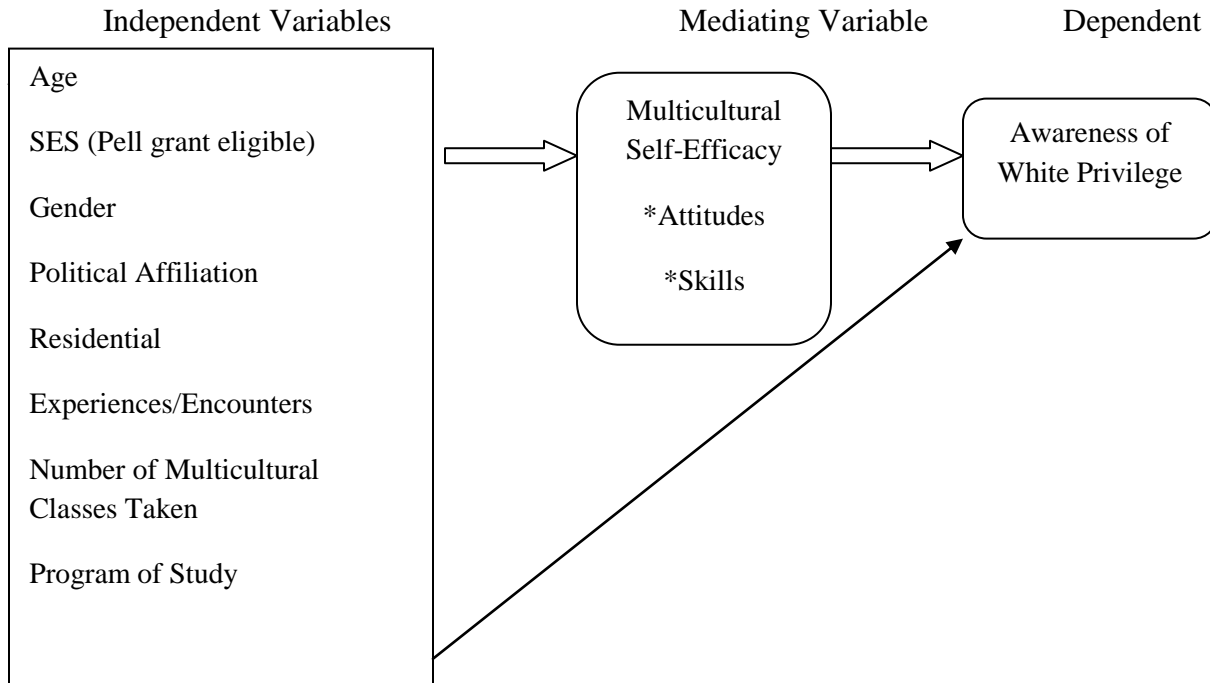 Independent Variables
Mediating Variable
Dependent
Age
SES (Pell grant eligible)
Gender
Political Affiliation
Residential
Experiences/Encounters
Number of Multicultural
Classes Taken
Program of Study
Multicultural
Self-Efficacy
*Attitudes
*Skills
Awareness of
White Privilege